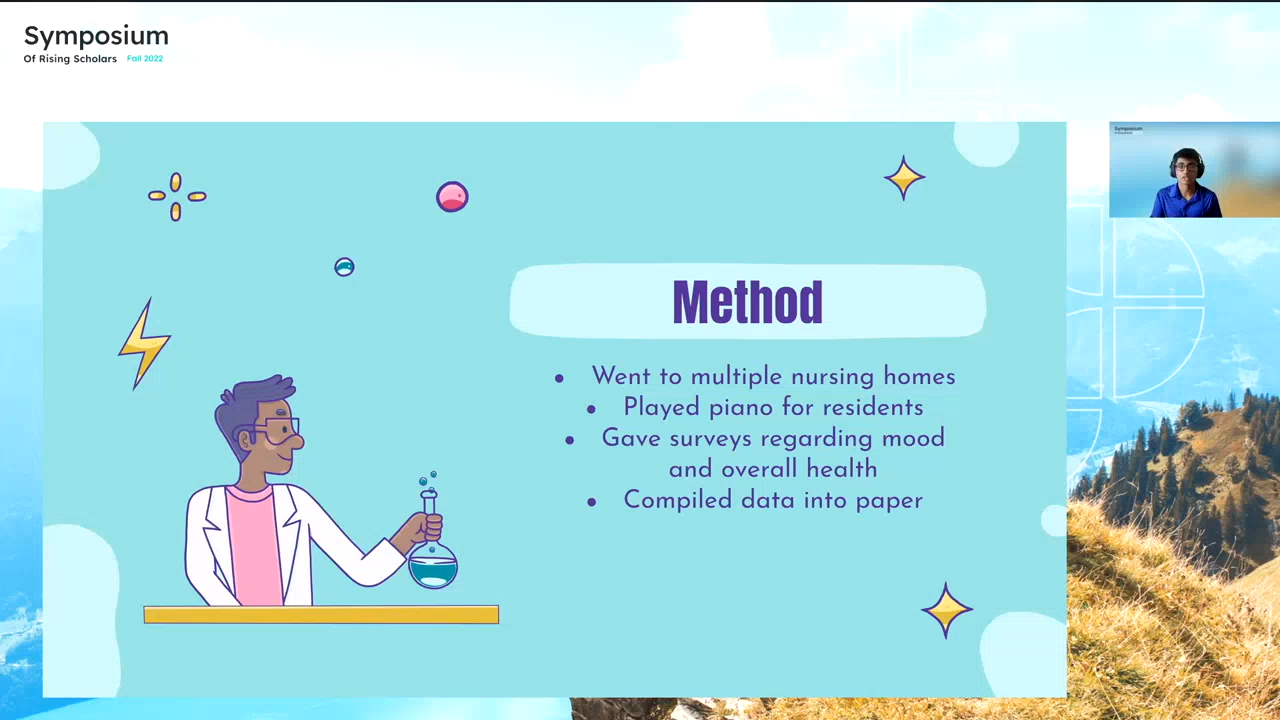 Symposium
Of Rising Scholars Fall 2022
Symposium
Method
• Went to multiple nursing homes
• Played piano for residents
• Gave surveys regarding mood
and overall health
• Compiled data into paper